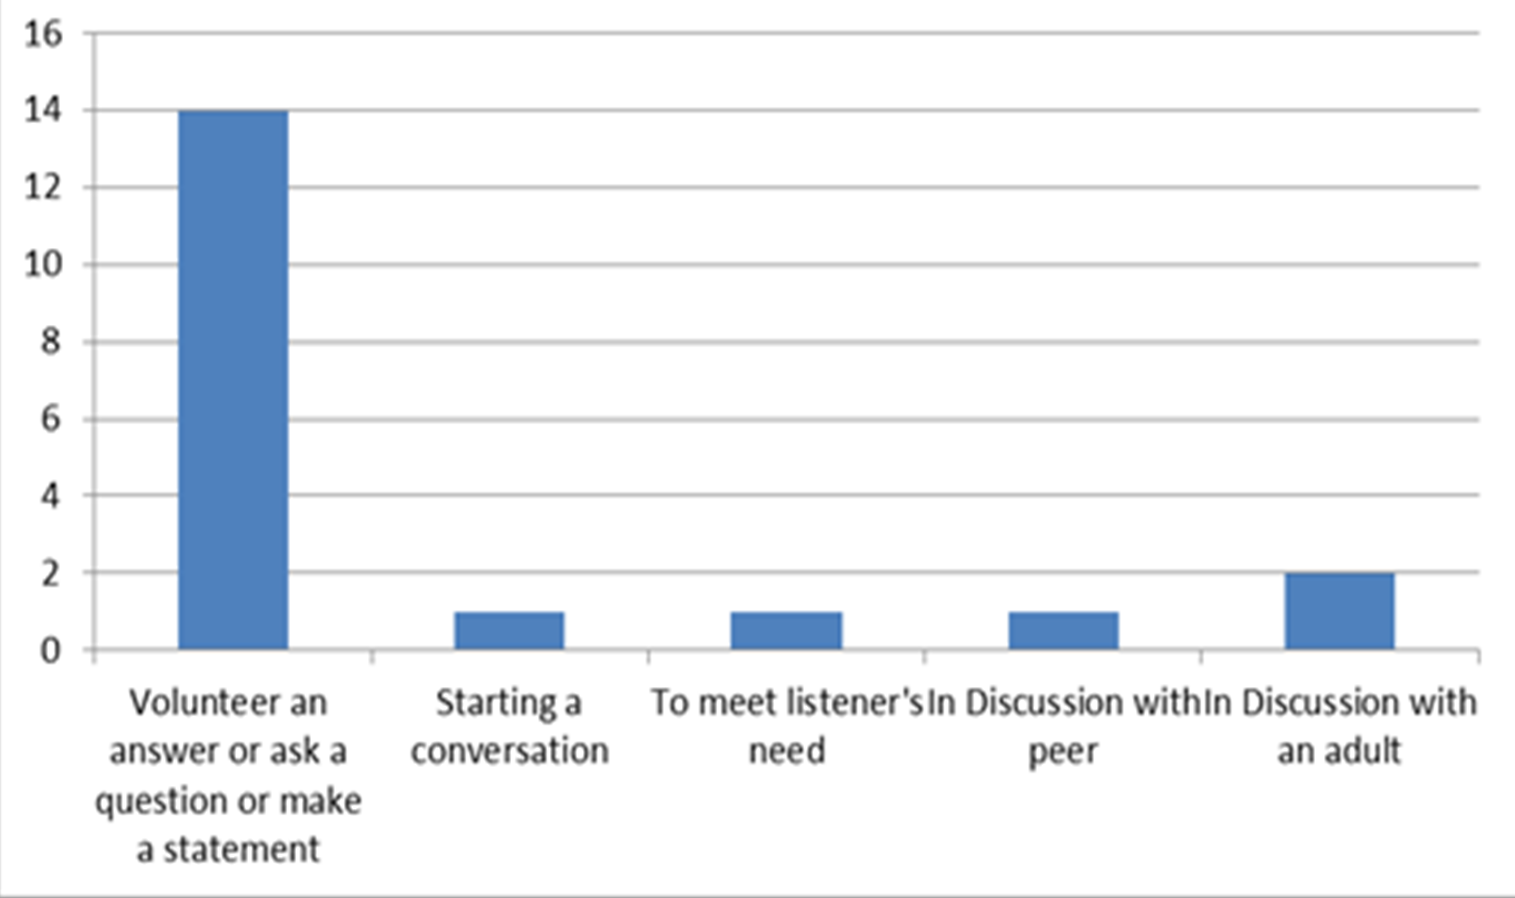 16
14
12
10
8
6
4
2
0
Volunteer an
answer or ask a
question or make
a statement
Starting a
conversation
To meet listener's
need
In Discussion with
peer
In Discussion with
an adult